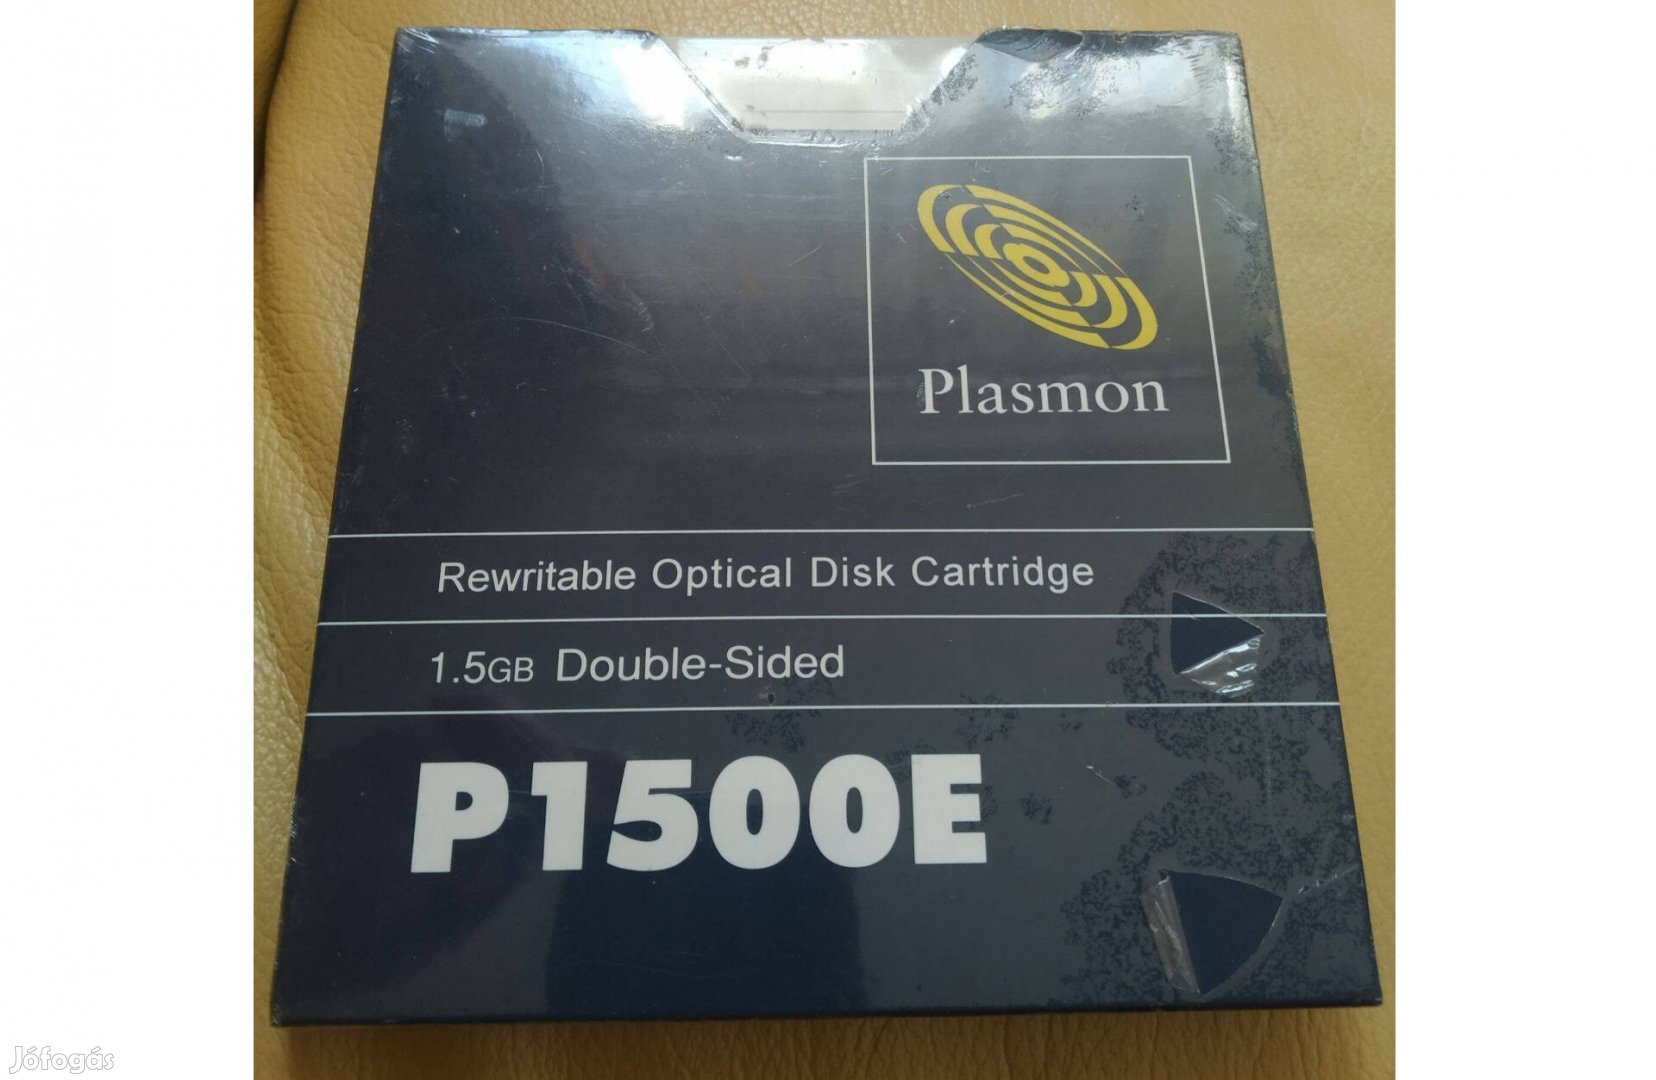 Plasmon
Rewritable Optical Disk Cartridge
1.5GB Double-Sided
P1500E
Jófogás